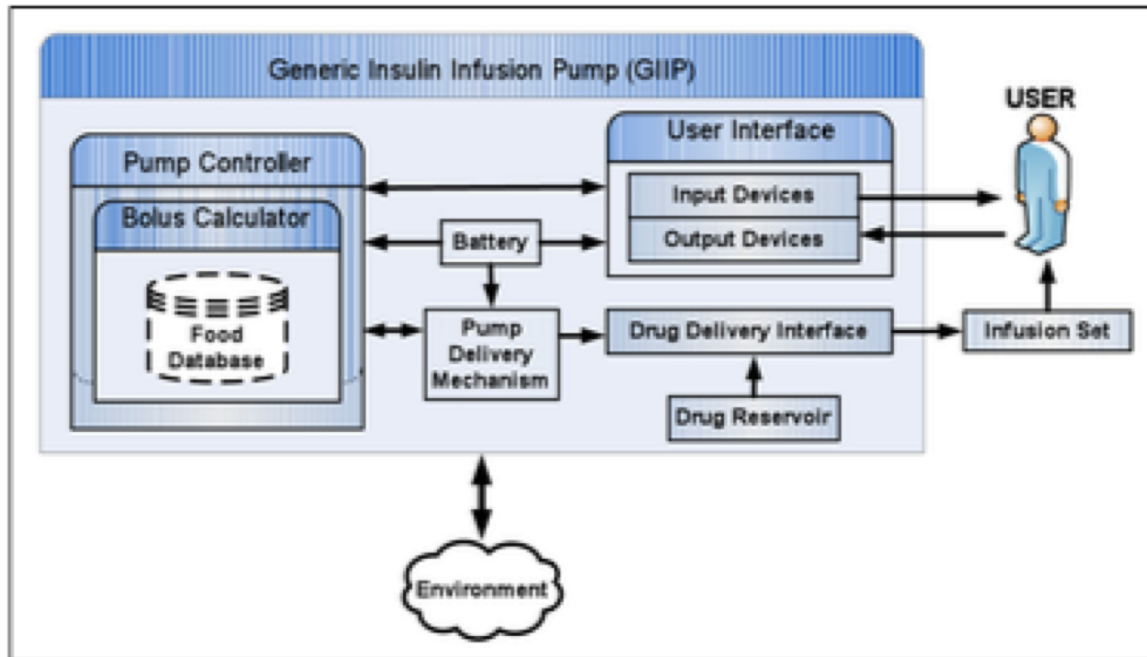 Generic Insulin Infusion Pump (GIIP)
USER
User Interface
Pump Controller
Input Devices
Bolus Calculator
Battery
Output Devices
Food
Database
Pump
Delivery
Mechanism
Drug Delivery Interface
Infusion Set
Drug Reservoir
Environment